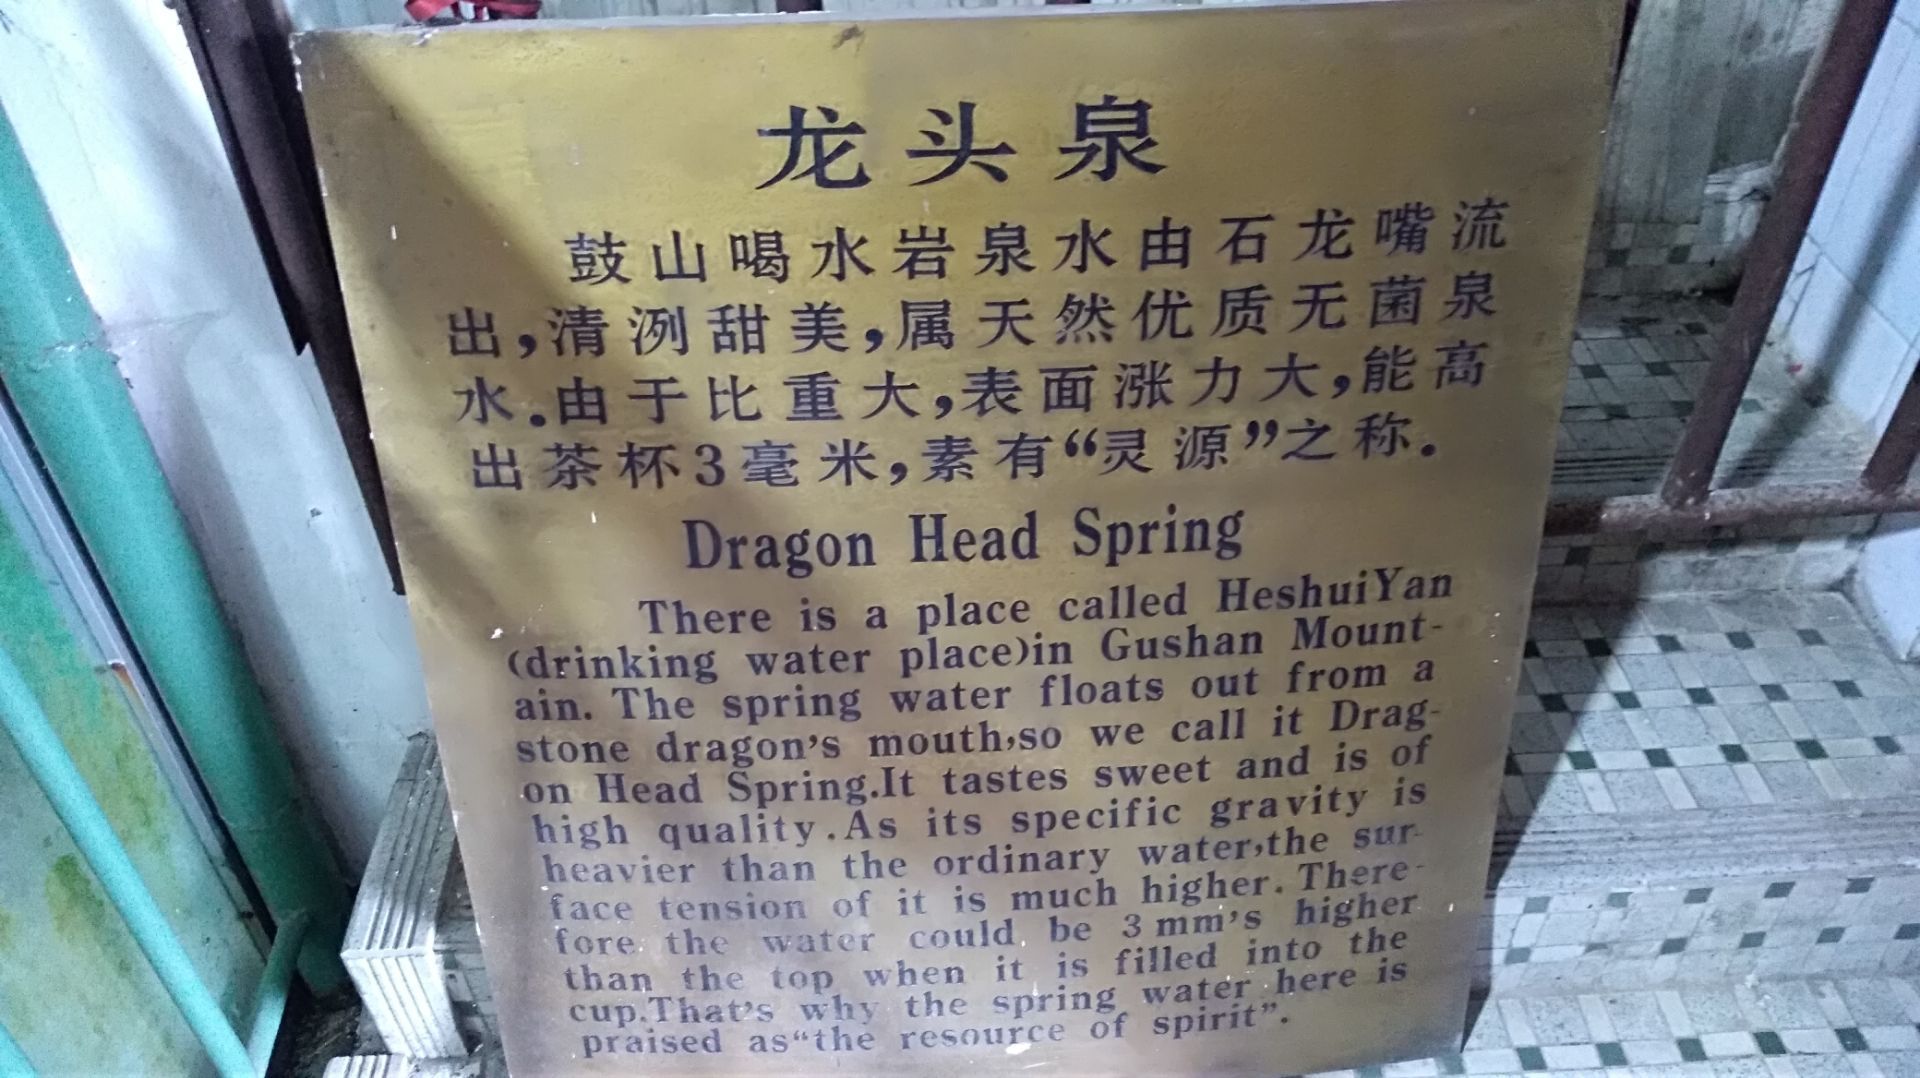 龙头泉
鼓山喝水岩泉水由石龙嘴流
出,清冽甜美,属天然优质无菌泉
水.由于比重大,表面涨力大,能高
出茶杯3毫米,素有“灵源”之称.
Dragon Head Spring
There is a place called HeshuiYan
(drinking water place)in Gushan Mount-
ain. The spring water floats out from a
stone dragon's mouth,so we call it Drag-
on Head Spring.It tastes sweet and is of
high quality.As its specific gravity is
heavier than the ordinary water,the sur-
face tension of it is much higher. There-
fore. the water could. be 3 mm's higher
than the top when it is filled into the
cup.That's why the spring water here is
praised as“the resource of spirit”.